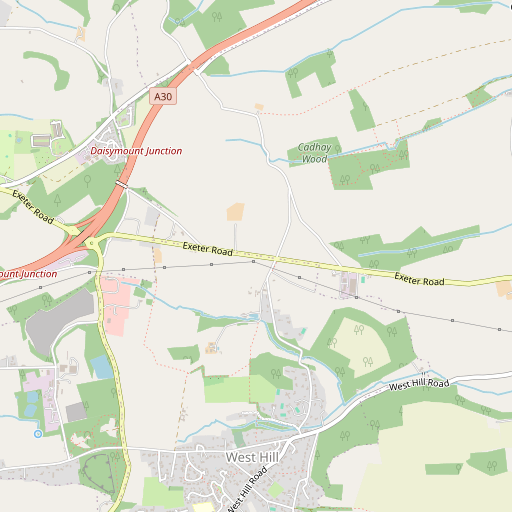 A30
Cadhay
Wood
Daisymount Junction
Exeter Road
Exeter Road
ount Junction
Exeter Road
West Hill Road
West Hill
West Hill Road